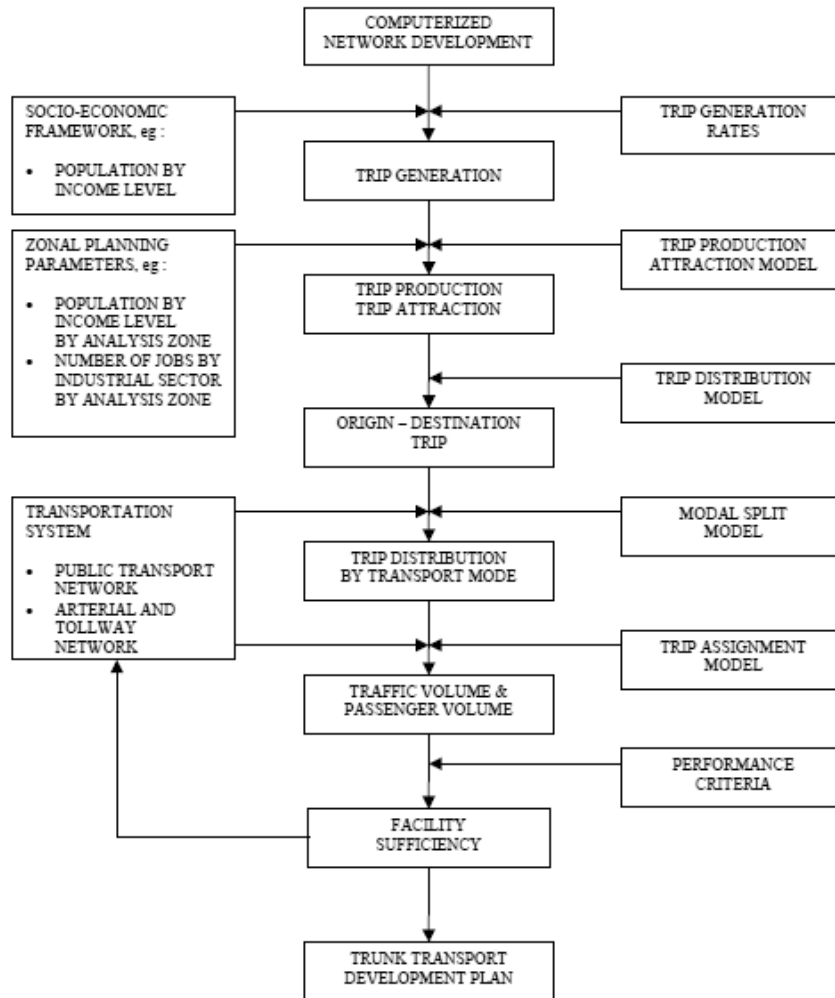 COMPUTERIZED
NETWORK DEVELOPMENT
SOCIO-ECONOMIC
FRAMEWORK, eg :
• POPULATION BY
INCOME LEVEL
TRIP GENERATION
RATES
TRIP GENERATION
ZONAL PLANNING
PARAMETERS, eg :
• POPULATION BY
INCOME LEVEL
BY ANALYSIS ZONE
• NUMBER OF JOBS BY
INDUSTRIAL SECTOR
BY ANALYSIS ZONE
TRIP PRODUCTION
ATTRACTION MODEL
TRIP PRODUCTION
TRIP ATTRACTION
TRIP DISTRIBUTION
MODEL
ORIGIN – DESTINATION
TRIP
TRANSPORTATION
SYSTEM
• PUBLIC TRANSPORT
NETWORK
• ARTERIAL AND
TOLLWAY
NETWORK
MODAL SPLIT
MODEL
TRIP DISTRIBUTION
BY TRANSPORT MODE
TRIP ASSIGNMENT
MODEL
TRAFFIC VOLUME &
PASSENGER VOLUME
PERFORMANCE
CRITERIA
FACILITY
SUFFICIENCY
TRUNK TRANSPORT
DEVELOPMENT PLAN